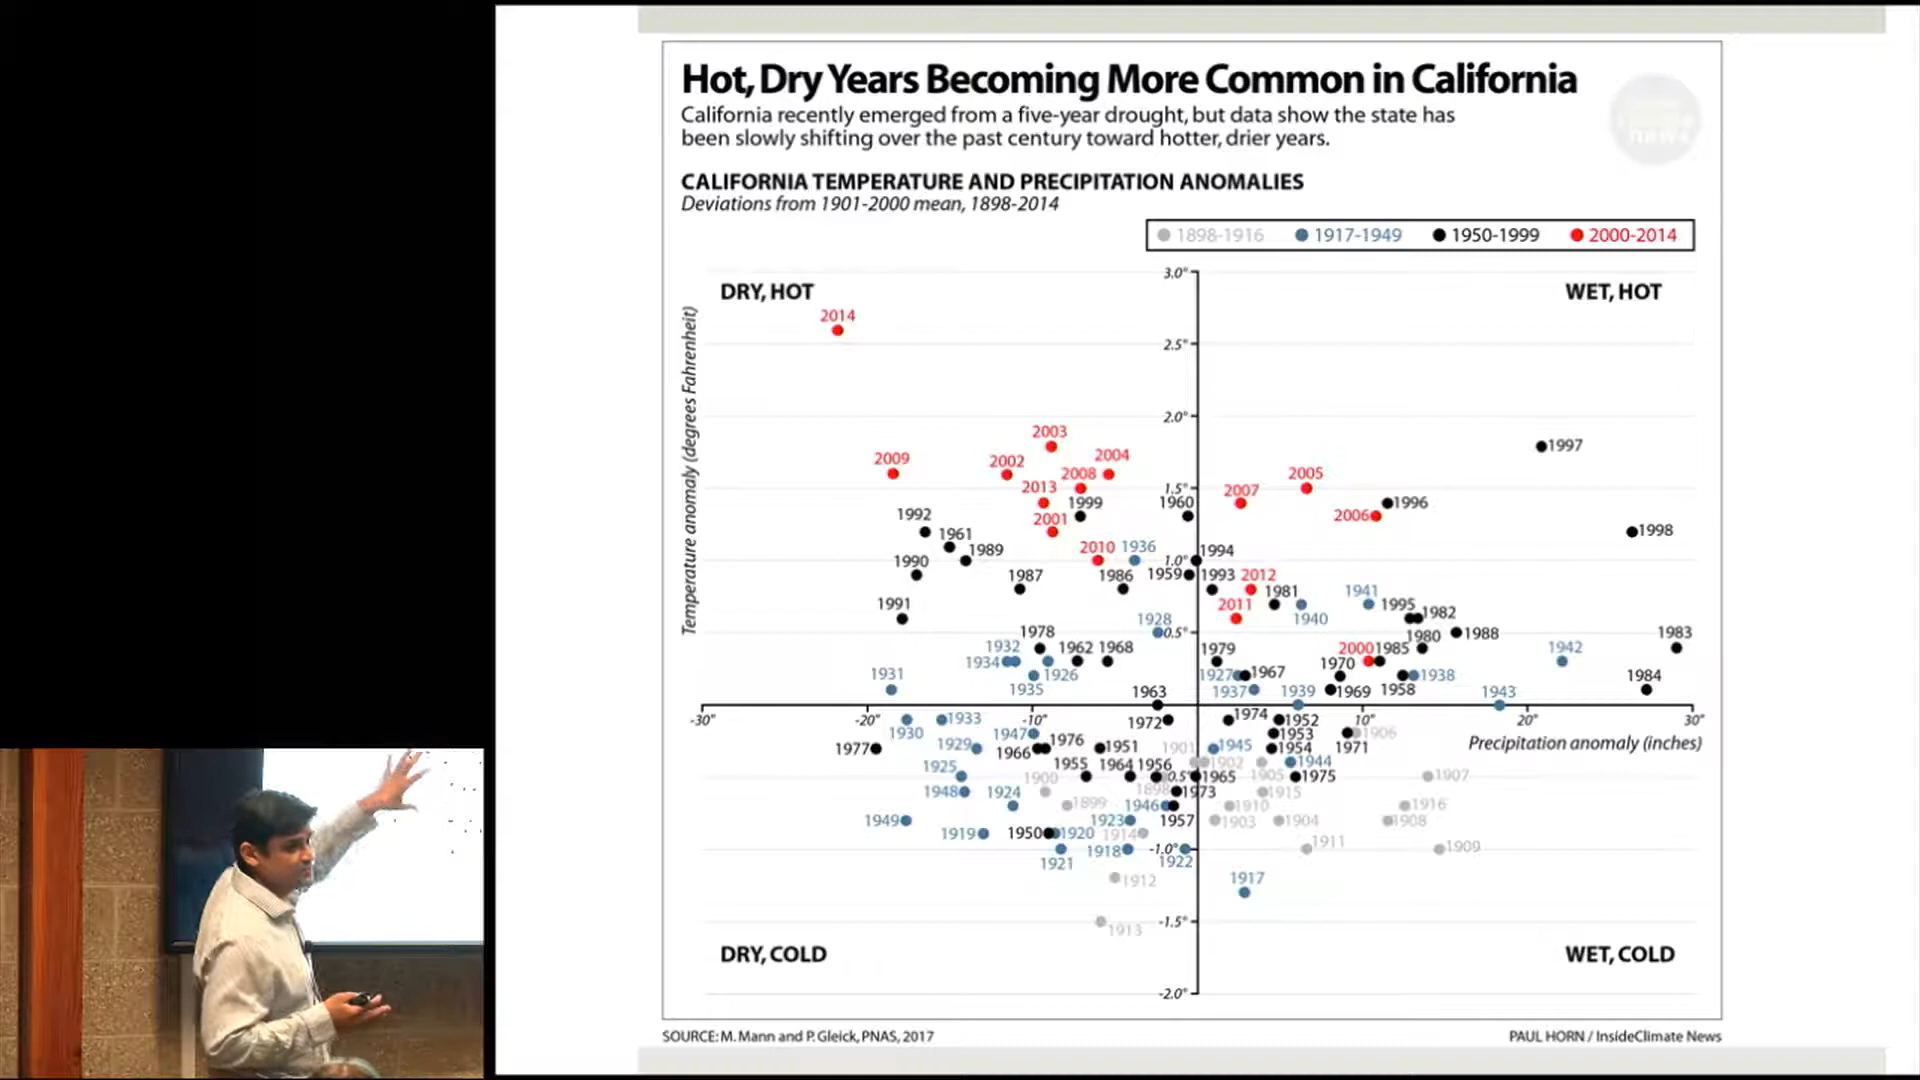 Hot, Dry Years Becoming More Common in California
California recently emerged from a five-year drought, but data show the state has
been slowly shifting over the past century toward hotter, drier years.
CALIFORNIA TEMPERATURE AND PRECIPITATION ANOMALIES
Deviations from 1901-2000 mean, 1898-2014
1898-1916 1917-1949 1950-1999 2000-2014
3.0°
DRY, HOT WET, HOT
Temperature anomaly (degrees Fahrenheit)
2014
2.5°
2.0°
2003
1997
2009 2002 2004
2008 2005
2013 1.5° 2007
1999 1960 1996
1992 2001 2006
1998
1961
1989 2010 1936 1.0° 1994
1990 1987 1986 1959 1993 2012
1981 1941
1991 2011 1940 1995 1982
1928 0.5°
1978 1980 1988 1983
1932 1962 1968 1979 2000 1985 1942
1934 1970
1931 1926 1927 1967 1938 1984
1935 1937 1939 1969 1958 1943
1963
-30" -20" -10" 10" 20" 30"
1933 1972 1974 1952
1930 1947 1953 1906
1977 1929 1966 1976 1951 1901 1945 1954 1971 Precipitation anomaly (inches)
1925 1955 1964 1956 1902 1944
1900 0.5° 1965 1905 1975 1907
1948 1924 1898 1973 1915
1899 1946 1910 1916
1949 1923 1957 1903 1904 1908
1919 1950 1920 1914
1921 1918 -1.0° 1922 1911 1909
1912 1917
1913 -1.5°
DRY, COLD WET, COLD
-2.0°
SOURCE: M. Mann and P. Gleick, PNAS, 2017 PAUL HORN / InsideClimate News